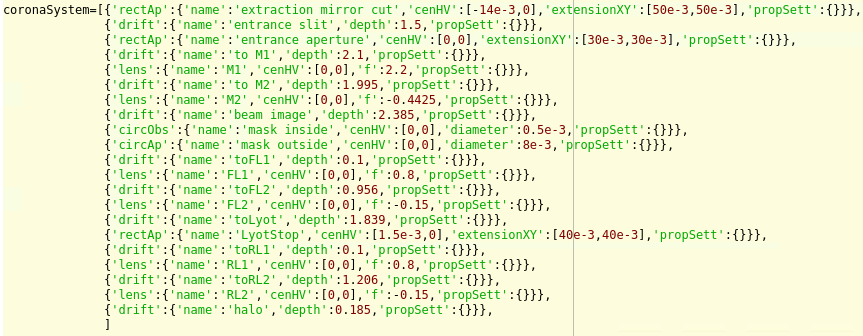 coronaSystem=[{'rectAp':{'name':'extraction mirror cut','cenHV':[-14e-3,0],'extensionXY':[50e-3,50e-3],'propSett':{}}},
{'drift':{'name':'entrance slit','depth':1.5,'propSett':{}}},
{'rectAp':{'name':'entrance aperture','cenHV':[0,0],'extensionXY':[30e-3,30e-3],'propSett':{}}},
{'drift':{'name':'to M1','depth':2.1,'propSett':{}}},
{'lens':{'name':'M1','cenHV':[0,0],'f':2.2,'propSett':{}}},
{'drift':{'name':'to M2','depth':1.995,'propSett':{}}},
{'lens':{'name':'M2','cenHV':[0,0],'f':-0.4425,'propSett':{}}},
{'drift':{'name':'beam image','depth':2.385,'propSett':{}}},
{'circObs':{'name':'mask inside','cenHV':[0,0],'diameter':0.5e-3,'propSett':{}}},
{'circAp':{'name':'mask outside','cenHV':[0,0],'diameter':8e-3,'propSett':{}}},
{'drift':{'name':'toFL1','depth':0.1,'propSett':{}}},
{'lens':{'name':'FL1','cenHV':[0,0],'f':0.8,'propSett':{}}},
{'drift':{'name':'toFL2','depth':0.956,'propSett':{}}},
{'lens':{'name':'FL2','cenHV':[0,0],'f':-0.15,'propSett':{}}},
{'drift':{'name':'toLyot','depth':1.839,'propSett':{}}},
{'rectAp':{'name':'LyotStop','cenHV':[1.5e-3,0],'extensionXY':[40e-3,40e-3],'propSett':{}}},
{'drift':{'name':'toRL1','depth':0.1,'propSett':{}}},
{'lens':{'name':'RL1','cenHV':[0,0],'f':0.8,'propSett':{}}},
{'drift':{'name':'toRL2','depth':1.206,'propSett':{}}},
{'lens':{'name':'RL2','cenHV':[0,0],'f':-0.15,'propSett':{}}},
{'drift':{'name':'halo','depth':0.185,'propSett':{}}},
]